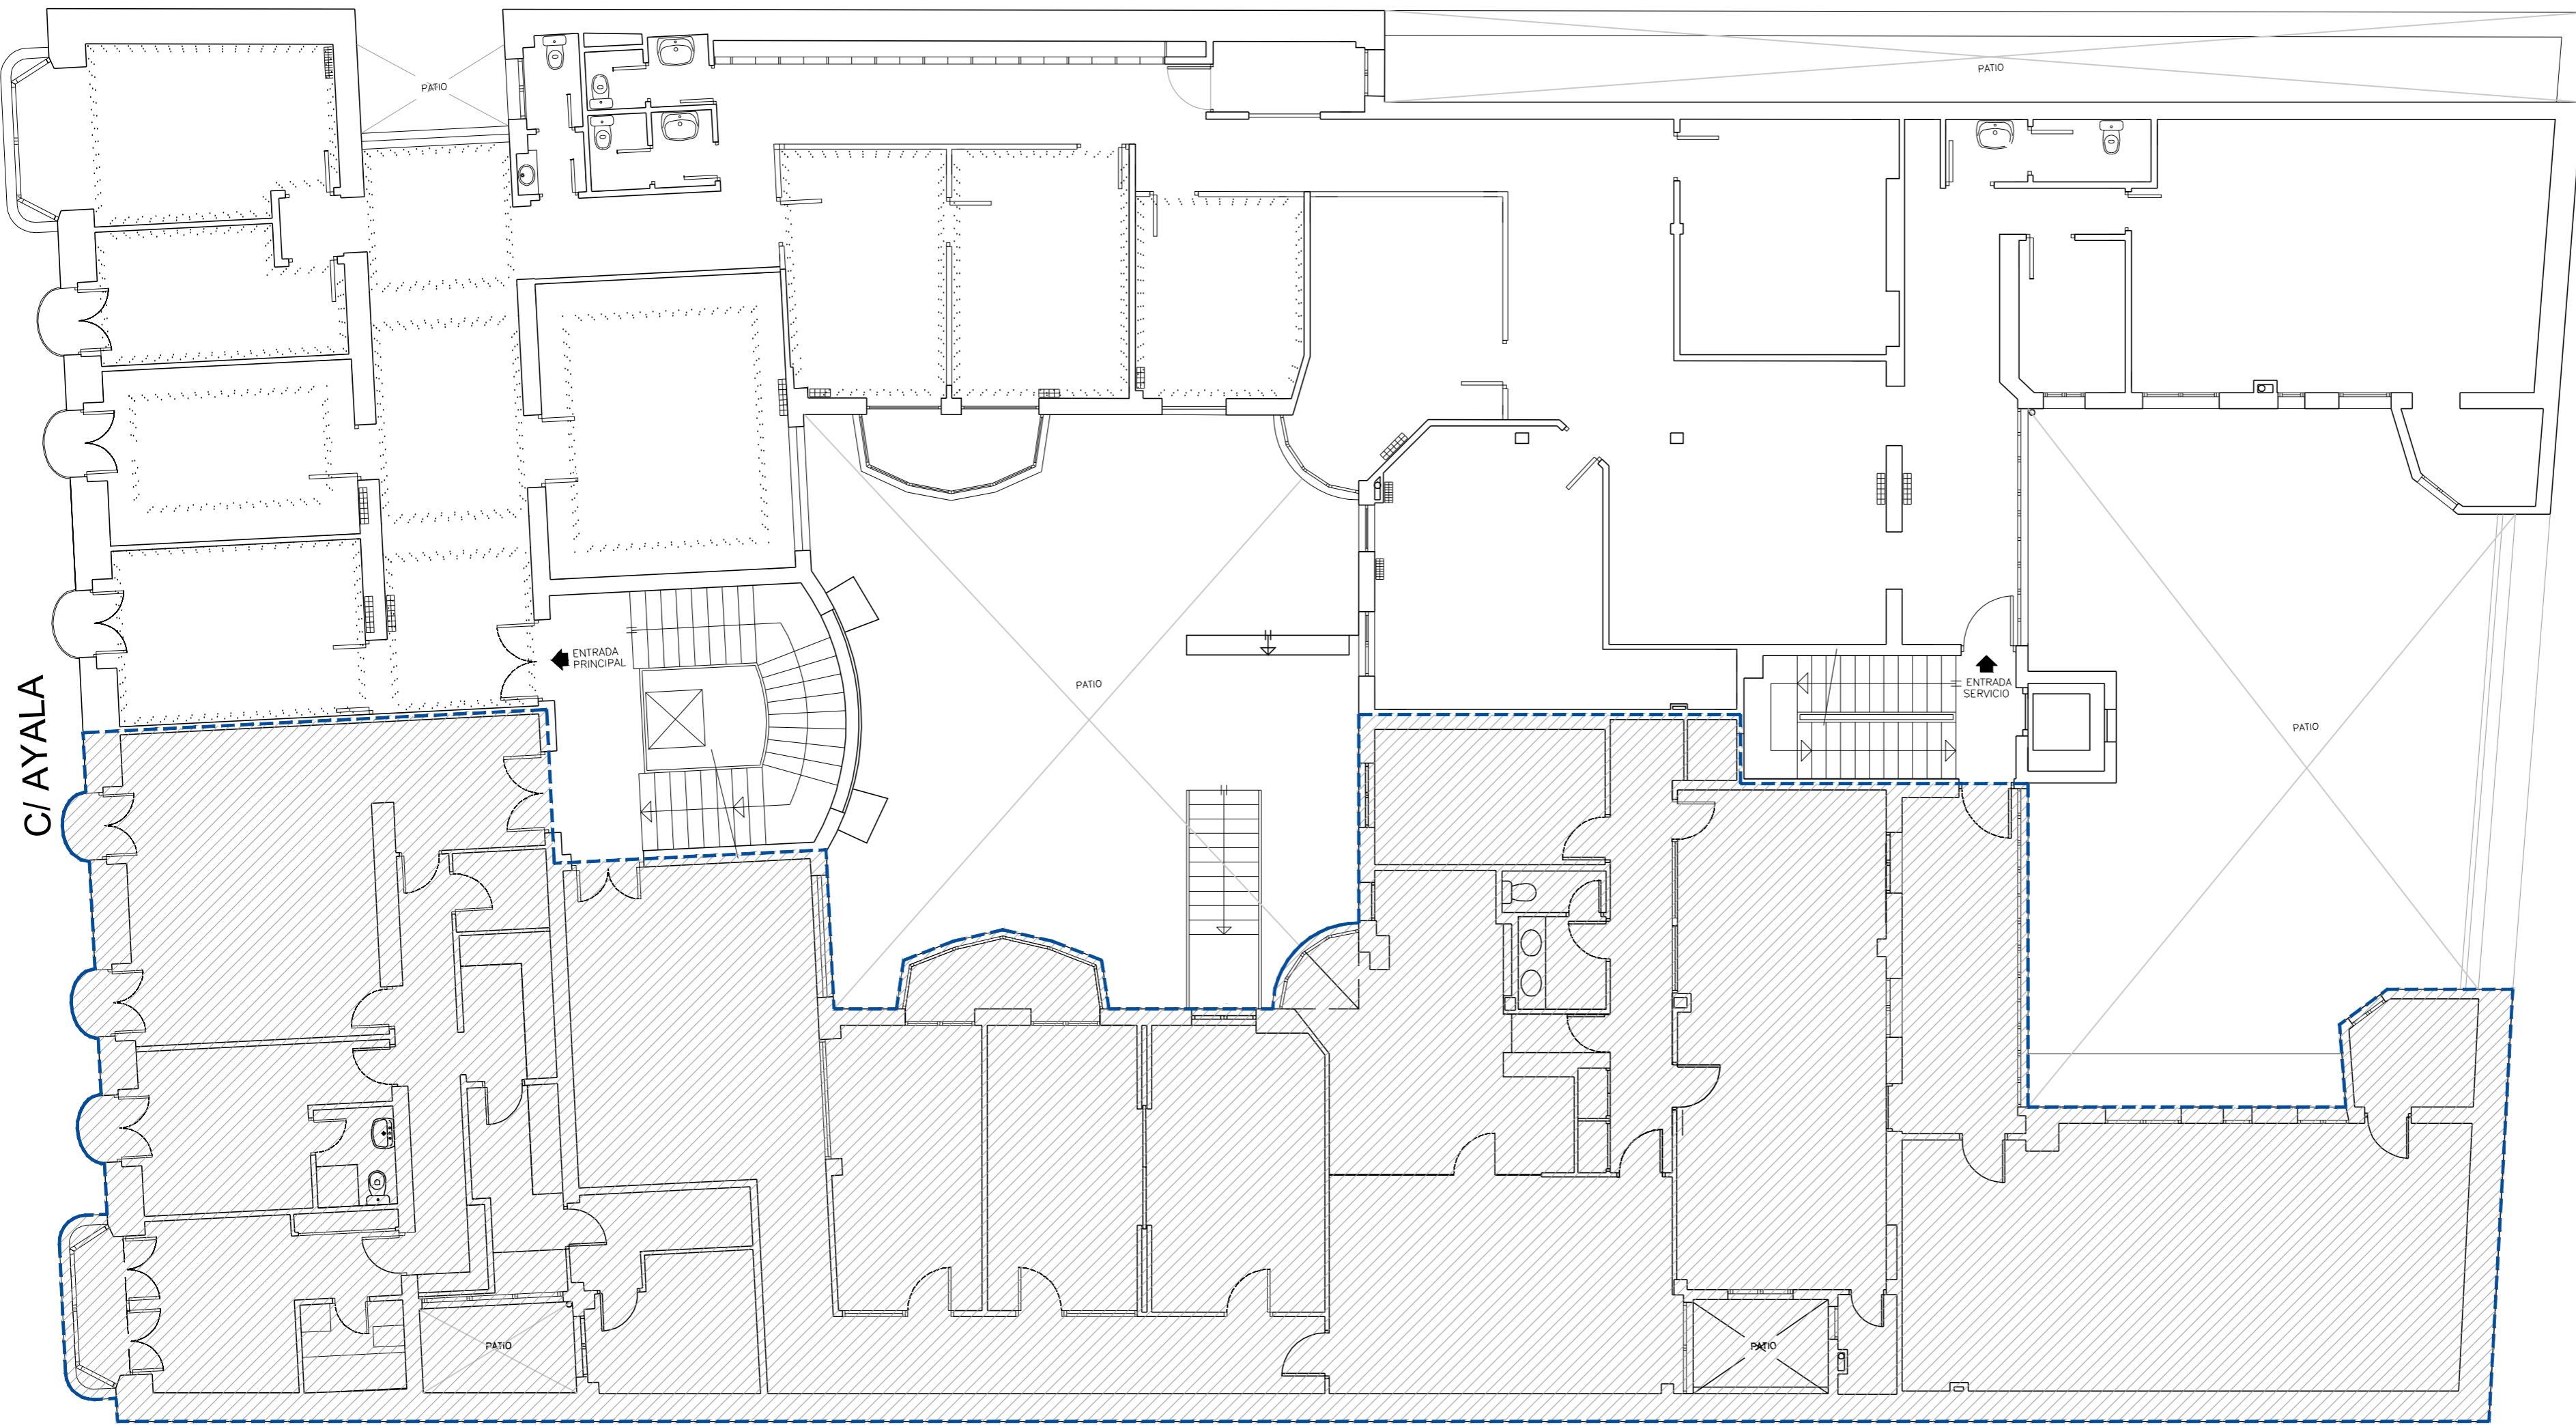 PATIO
PATIO
ENTRADA
PRINCIPAL
C/ AYALA
PATIO
ENTRADA
SERVICIO
PATIO
PATIO
PATIO